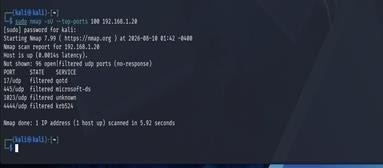 (kali㉿kali)-[~]
$ sudo nmap -sU --top-ports 100 192.168.1.20
[sudo] password for kali:
Starting Nmap 7.99 ( https://nmap.org ) at 2026-08-10 01:42 -0400
Nmap scan report for 192.168.1.20
Host is up (0.0014s latency).
Not shown: 96 open|filtered udp ports (no-response)
PORT STATE SERVICE
17/udp filtered qotd
445/udp filtered microsoft-ds
1023/udp filtered unknown
4444/udp filtered krb524
Nmap done: 1 IP address (1 host up) scanned in 5.92 seconds
(kali㉿kali)-[~]
$